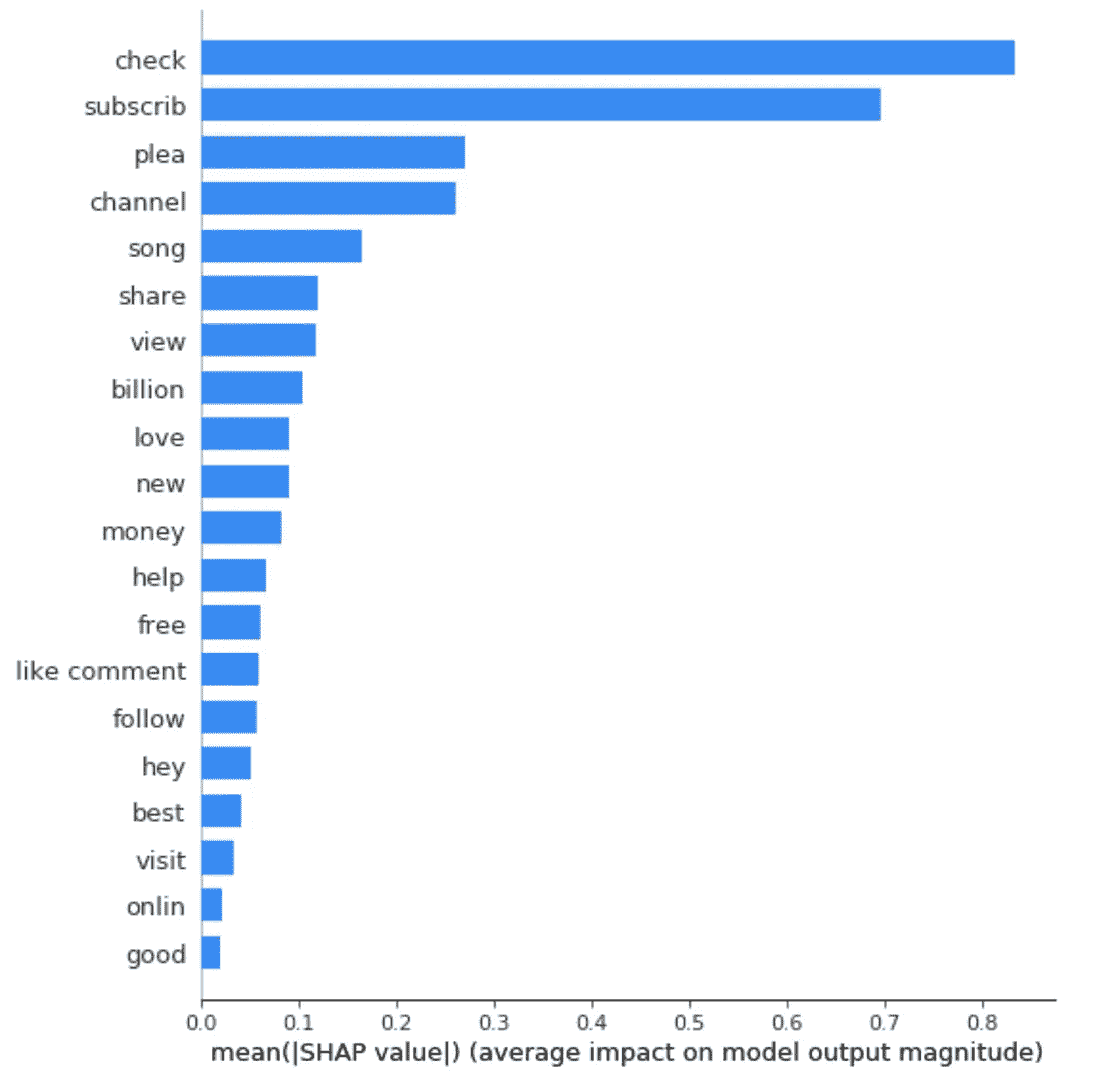 check
subscrib
plea
channel
song
share
view
billion
love
new
money
help
free
like comment
follow
hey
best
visit
onlin
good
0.0 0.1 0.2 0.3 0.4 0.5 0.6 0.7 0.8
mean(|SHAP value|) (average impact on model output magnitude)